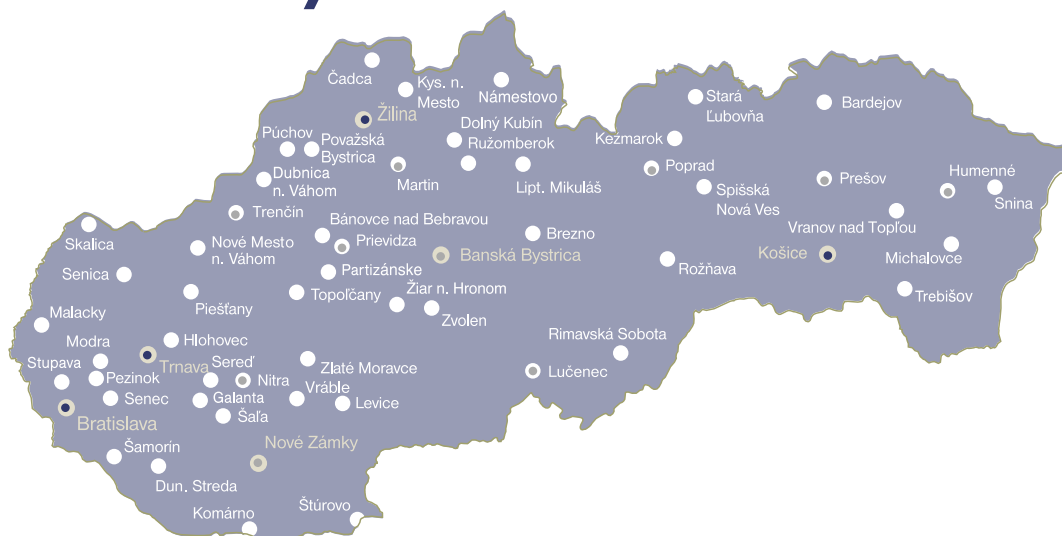 Čadca
Kys. n.
Mesto
Námestovo
Stará
Ľubovňa
Bardejov
Žilina
Púchov
Považská
Bystrica
Dolný Kubín
Ružomberok
Kezmarok
Dubnica
n. Váhom
Martin
Lipt. Mikuláš
Poprad
Spišská
Nová Ves
Prešov
Humenné
Snina
Trenčín
Bánovce nad Bebravou
Skalica
Nové Mesto
n. Váhom
Prievidza
Brezno
Vranov nad Topľou
Banská Bystrica
Košice
Michalovce
Senica
Partizánske
Rožňava
Piešťany
Topoľčany
Žiar n. Hronom
Zvolen
Trebišov
Malacky
Modra
Hlohovec
Rimavská Sobota
Stupava
Trnava
Sereď
Zlaté Moravce
Pezinok
Nitra
Lučenec
Senec
Galanta
Vráble
Levice
Bratislava
Šaľa
Šamorín
Nové Zámky
Dun. Streda
Komárno
Štúrovo